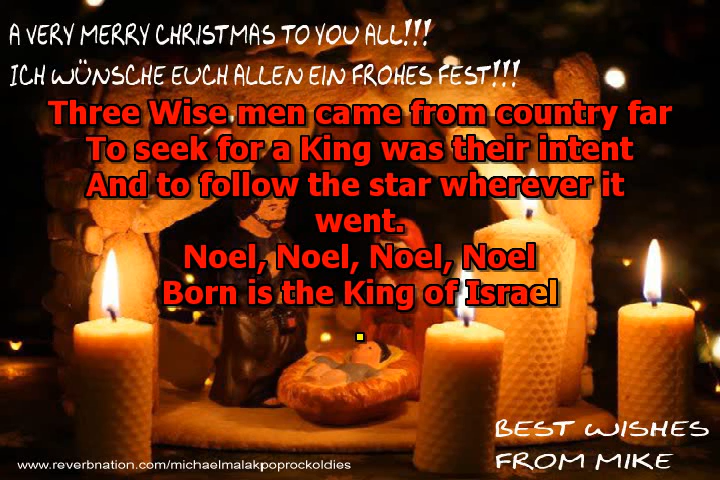 A VERY MERRY CHRISTMAS TO YOU ALL!!!
ICH WÜNSCHE EUCH ALLEN EIN FROHES FEST!!!
Three Wise men came from country far
To seek for a King was their intent
And to follow the star wherever it
went.
Noel, Noel, Noel, Noel
Born is the King of Israel
.
BEST WISHES
FROM MIKE
www.reverbnation.com/michaelmalakpoprockoldies